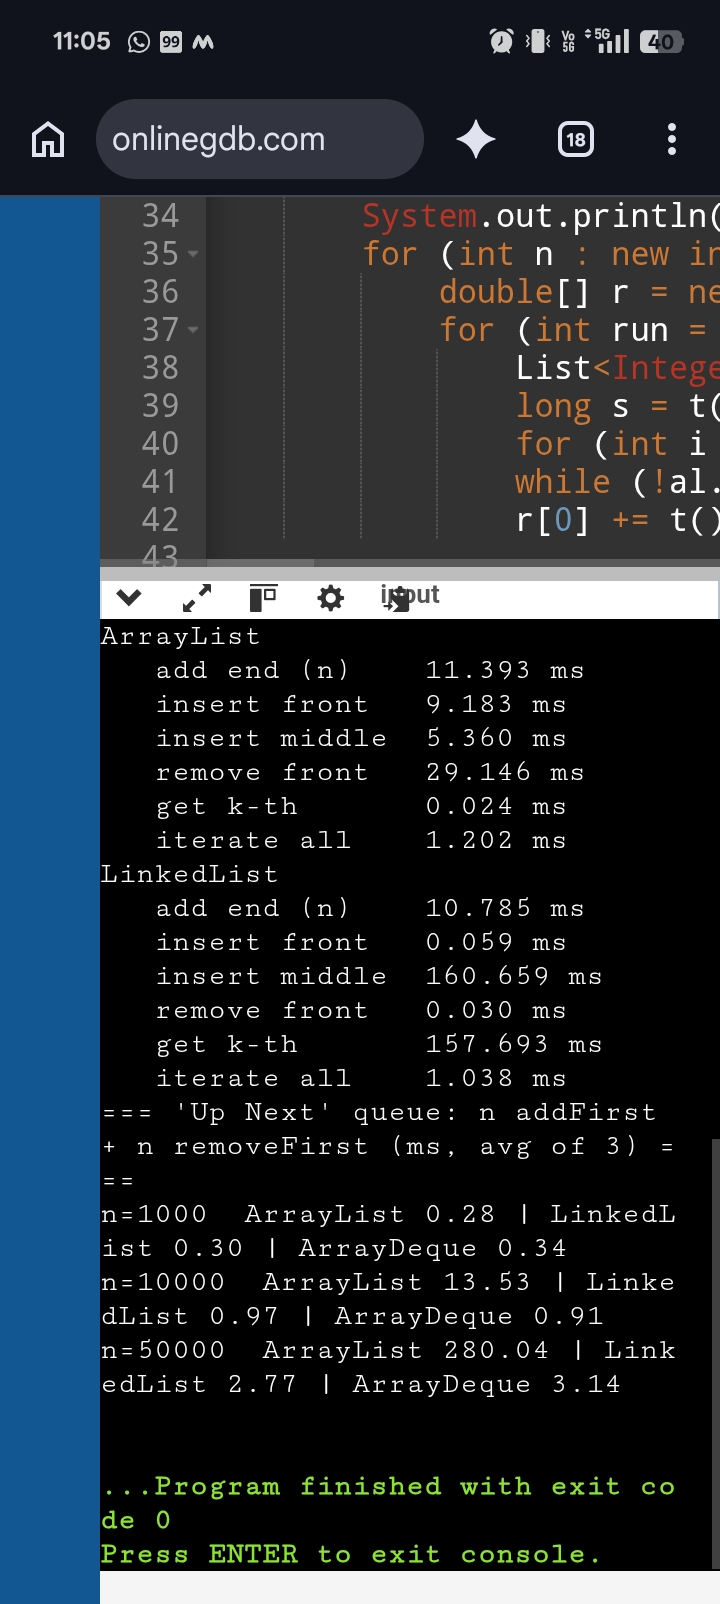 11:05 99 Vo 5G 5G 40
onlinegdb.com 18
34 System.out.println(
35 for (int n : new in
36 double[] r = ne
37 for (int run =
38 List<Intege
39 long s = t(
40 for (int i
41 while (!al.
42 r[0] += t()
43
input
ArrayList
add end (n) 11.393 ms
insert front 9.183 ms
insert middle 5.360 ms
remove front 29.146 ms
get k-th 0.024 ms
iterate all 1.202 ms
LinkedList
add end (n) 10.785 ms
insert front 0.059 ms
insert middle 160.659 ms
remove front 0.030 ms
get k-th 157.693 ms
iterate all 1.038 ms
=== 'Up Next' queue: n addFirst
+ n removeFirst (ms, avg of 3) =
==
n=1000 ArrayList 0.28 | LinkedL
ist 0.30 | ArrayDeque 0.34
n=10000 ArrayList 13.53 | Linke
dList 0.97 | ArrayDeque 0.91
n=50000 ArrayList 280.04 | Link
edList 2.77 | ArrayDeque 3.14
...Program finished with exit co
de 0
Press ENTER to exit console.